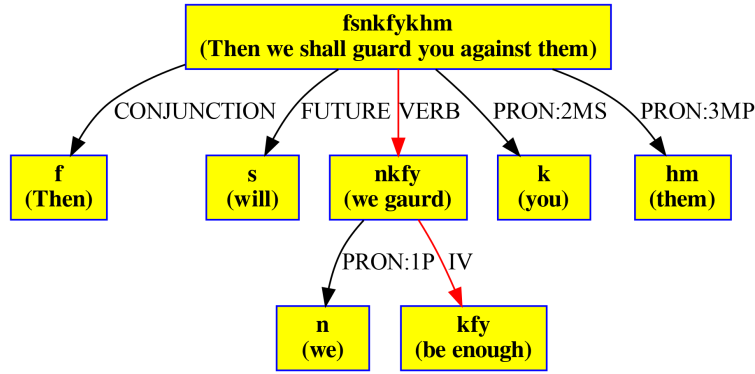 fsnkfykhm
(Then we shall guard you against them)
CONJUNCTION
FUTURE
VERB
PRON:2MS
PRON:3MP
f
(Then)
s
(will)
nkfy
(we gaurd)
k
(you)
hm
(them)
PRON:1P
IV
n
(we)
kfy
(be enough)